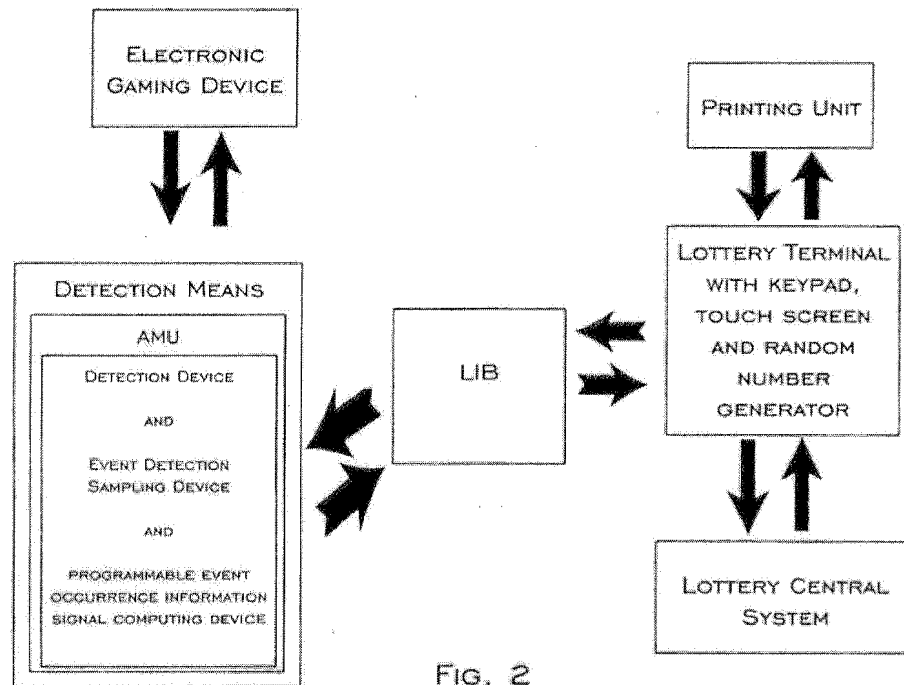 ELECTRONIC
GAMING DEVICE
PRINTING UNIT
DETECTION MEANS
AMU
DETECTION DEVICE
AND
EVENT DETECTION
SAMPLING DEVICE
AND
PROGRAMMABLE EVENT
OCCURRENCE INFORMATION
SIGNAL COMPUTING DEVICE
LIB
LOTTERY TERMINAL
WITH KEYPAD,
TOUCH SCREEN
AND RANDOM
NUMBER
GENERATOR
LOTTERY CENTRAL
SYSTEM
FIG. 2